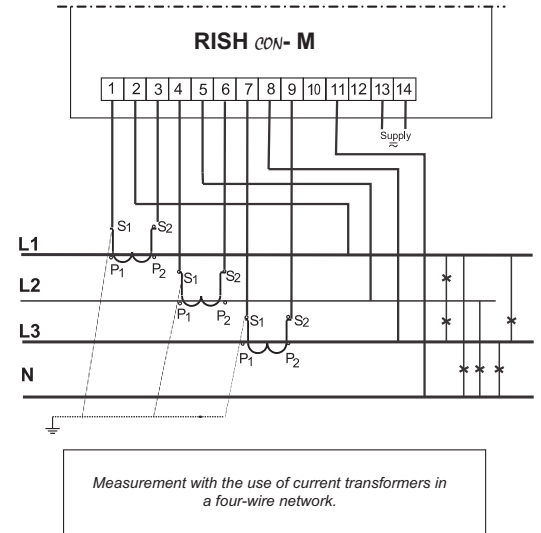 RISH CON- M
1 2 3 4 5 6 7 8 9 10 11 12 13 14
Supply
≂
S1 S2
L1
P1 P2
S1 S2
L2
P1 P2
S1 S2
L3
P1 P2
N
Measurement with the use of current transformers in
a four-wire network.